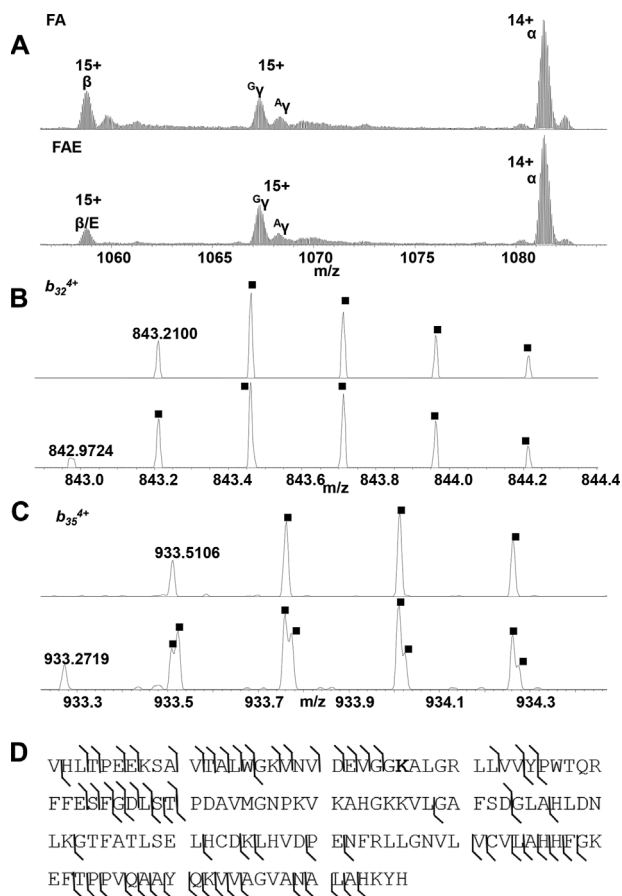 A
FA
15+
β
15+
Gγ
Aγ
14+
α
FAE
15+
β/E
15+
Gγ
Aγ
14+
α
1060 1065 1070 1075 1080
m/z
B
b32 4+
843.2100
842.9724
843.0 843.2 843.4 843.6 843.8 844.0 844.2 844.4
m/z
C
b35 4+
933.5106
933.2719
933.3 933.5 933.7 933.9 934.1 934.3
m/z
D
VHLTPEEKSA VTALWGKVNV DEVGGKALGR LLVVYPWTQR
FFESFGDLST PDAVMGNPKV KAHGKKVLGA FSDGLAHLDN
LKGTFATLSE LHCDKLHVDP ENFRLLGNVL VCVLAHHFGK
EFTPPVQAAY QKVVAGVANA LAHKYH